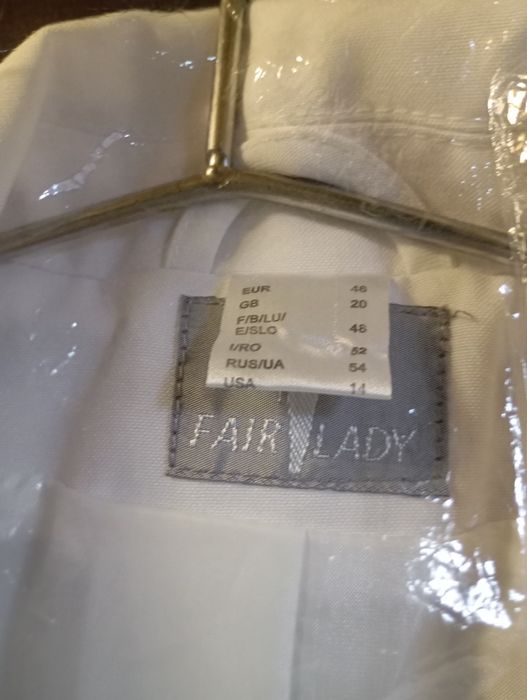 EUR 46
GB 20
F/B/LU/
E/SLO 48
I/RO 52
RUS/UA 54
USA 14
FAIR LADY